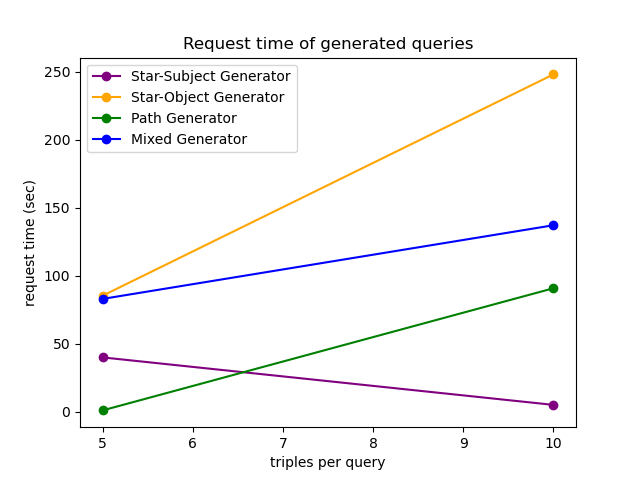 Request time of generated queries
Star-Subject Generator
Star-Object Generator
Path Generator
Mixed Generator
request time (sec)
250
200
150
100
50
0
5 6 7 8 9 10
triples per query